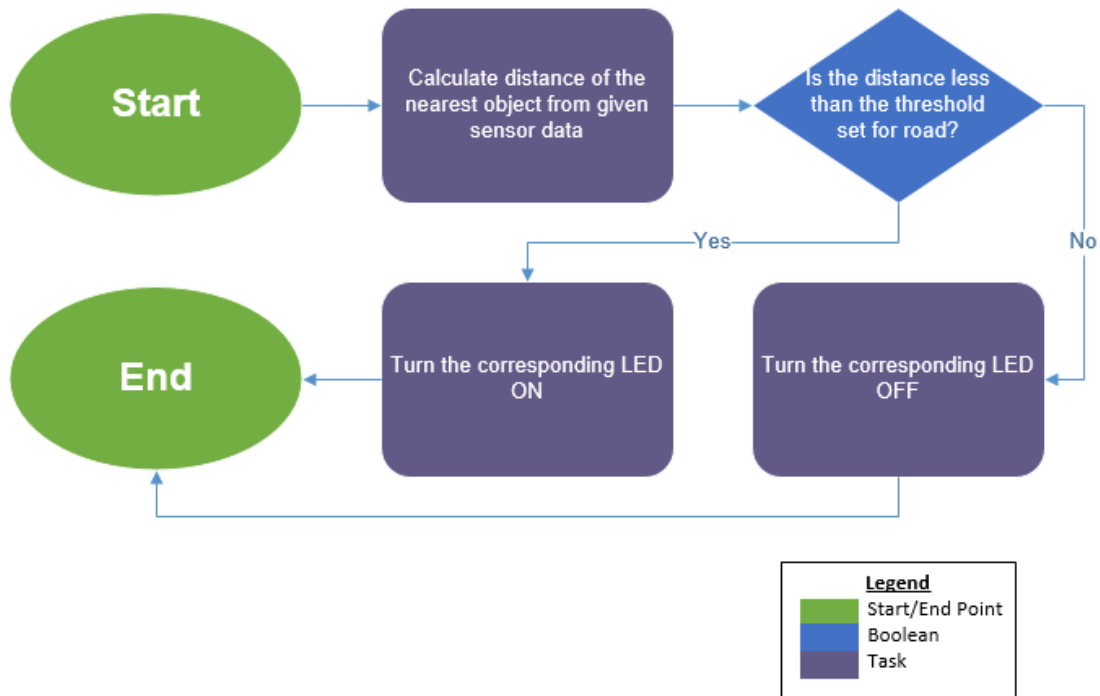 Start
Calculate distance of the
nearest object from given
sensor data
Is the distance less
than the threshold
set for road?
Yes
No
End
Turn the corresponding LED
ON
Turn the corresponding LED
OFF
Legend
Start/End Point
Boolean
Task